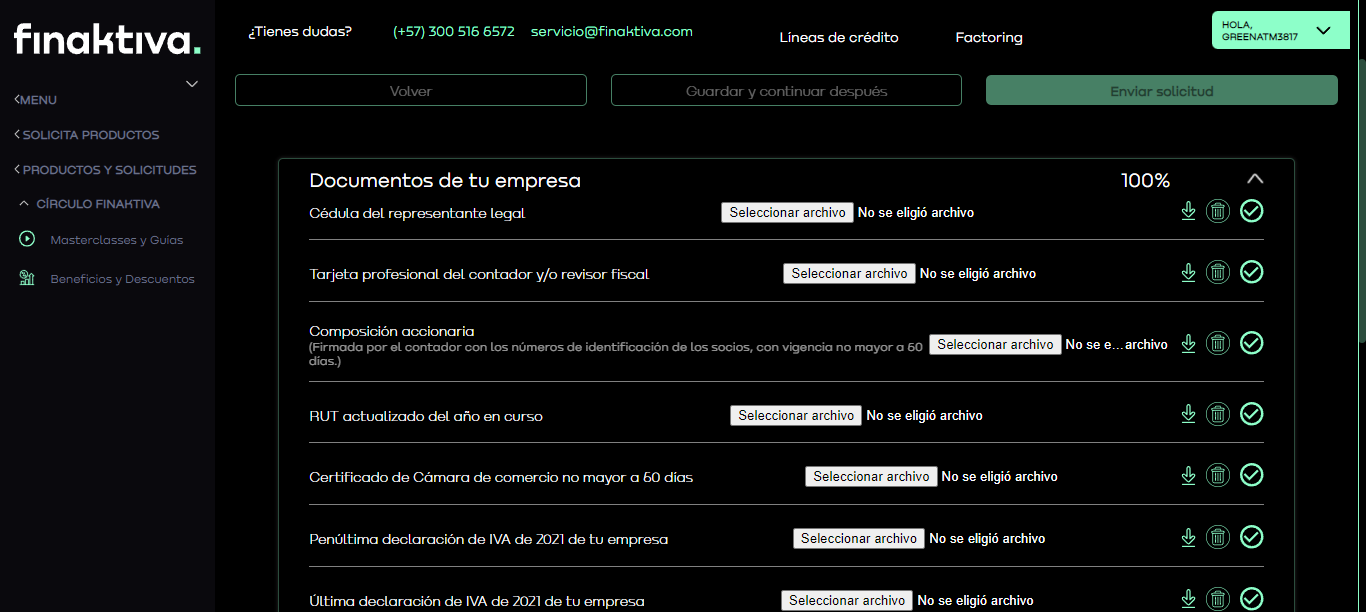 finaktiva.
¿Tienes dudas?
(+57) 300 516 6572
servicio@finaktiva.com
Líneas de crédito
Factoring
HOLA,
GREENATM3817
MENU
SOLICITA PRODUCTOS
PRODUCTOS Y SOLICITUDES
CÍRCULO FINAKTIVA
Masterclasses y Guías
Beneficios y Descuentos
Volver
Guardar y continuar después
Enviar solicitud
Documentos de tu empresa
100%
Cédula del representante legal
Seleccionar archivo No se eligió archivo
Tarjeta profesional del contador y/o revisor fiscal
Seleccionar archivo No se eligió archivo
Composición accionaria
(Firmada por el contador con los números de identificación de los socios, con vigencia no mayor a 60
días.)
Seleccionar archivo No se e...archivo
RUT actualizado del año en curso
Seleccionar archivo No se eligió archivo
Certificado de Cámara de comercio no mayor a 60 días
Seleccionar archivo No se eligió archivo
Penúltima declaración de IVA de 2021 de tu empresa
Seleccionar archivo No se eligió archivo
Última declaración de IVA de 2021 de tu empresa
Seleccionar archivo No se eligió archivo